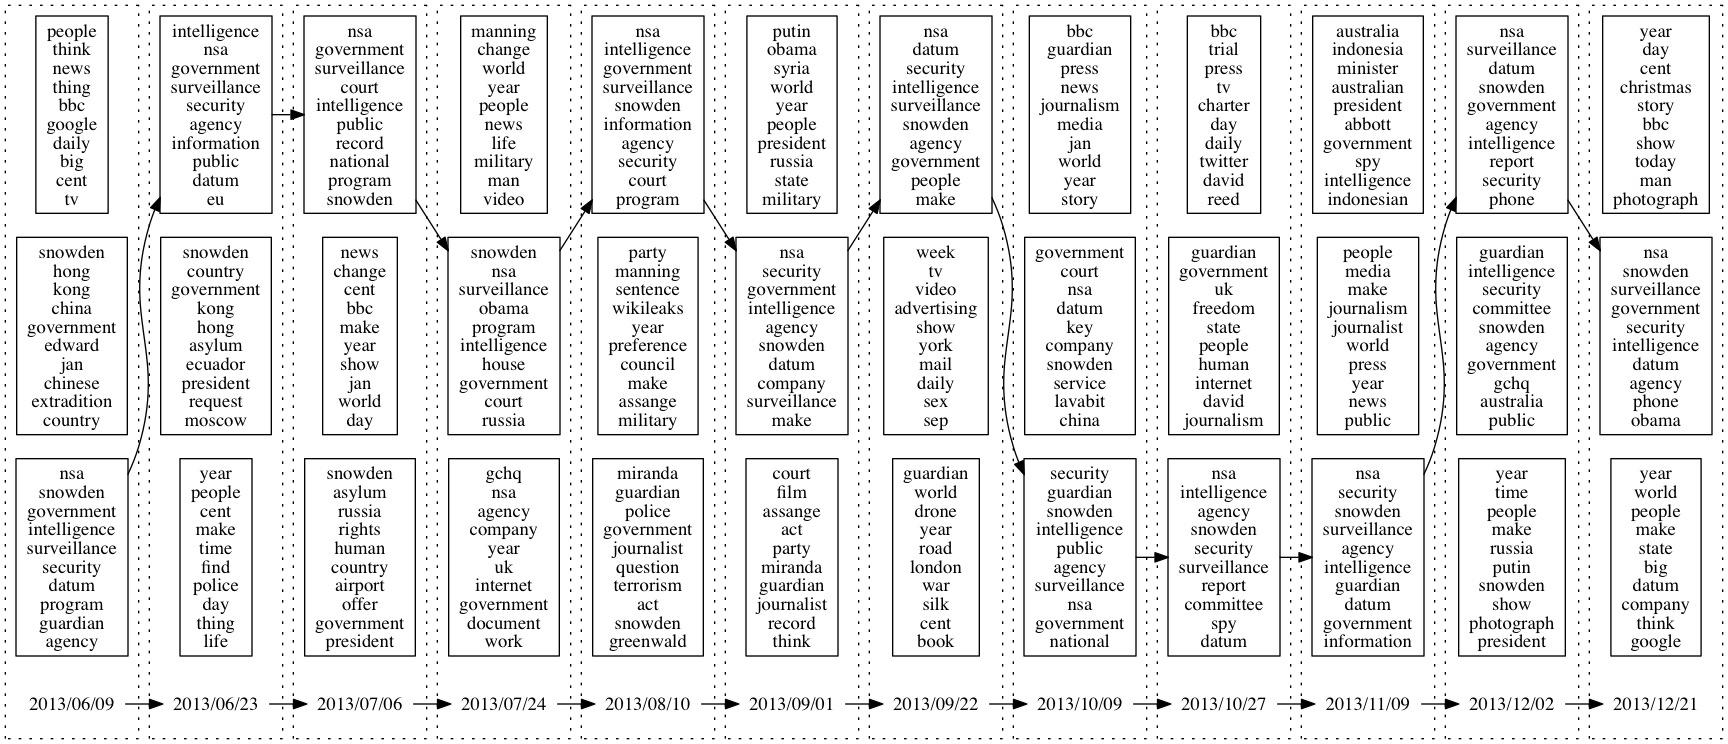 people
think
news
thing
bbc
google
daily
big
cent
tv
snowden
hong
kong
china
government
edward
jan
chinese
extradition
country
nsa
snowden
government
intelligence
surveillance
security
datum
program
guardian
agency
2013/06/09
intelligence
nsa
government
surveillance
security
agency
information
public
datum
eu
snowden
country
government
kong
hong
asylum
ecuador
president
request
moscow
year
people
cent
make
time
find
police
day
thing
life
2013/06/23
nsa
government
surveillance
court
intelligence
public
record
national
program
snowden
news
change
cent
bbc
make
year
show
jan
world
day
snowden
asylum
russia
rights
human
country
airport
offer
government
president
2013/07/06
manning
change
world
year
people
news
life
military
man
video
snowden
nsa
surveillance
obama
program
intelligence
house
government
court
russia
gchq
nsa
agency
company
year
uk
internet
government
document
work
2013/07/24
nsa
intelligence
government
surveillance
snowden
information
agency
security
court
program
party
manning
sentence
wikileaks
year
preference
council
make
assange
military
miranda
guardian
police
government
journalist
question
terrorism
act
snowden
greenwald
2013/08/10
putin
obama
syria
world
year
people
president
russia
state
military
nsa
security
government
intelligence
agency
snowden
datum
company
surveillance
make
court
film
assange
act
party
miranda
guardian
journalist
record
think
2013/09/01
nsa
datum
security
intelligence
surveillance
snowden
agency
government
people
make
week
tv
video
advertising
show
york
mail
daily
sex
sep
guardian
world
drone
year
road
london
war
silk
cent
book
2013/09/22
bbc
guardian
press
news
journalism
media
jan
world
year
story
government
court
nsa
datum
key
company
snowden
service
lavabit
china
security
guardian
snowden
intelligence
public
agency
surveillance
nsa
government
national
2013/10/09
bbc
trial
press
tv
charter
day
daily
twitter
david
reed
guardian
government
uk
freedom
state
people
human
internet
david
journalism
nsa
intelligence
agency
snowden
security
surveillance
report
committee
spy
datum
2013/10/27
australia
indonesia
minister
australian
president
abbott
government
spy
intelligence
indonesian
people
media
make
journalism
journalist
world
press
year
news
public
nsa
security
snowden
surveillance
agency
intelligence
guardian
datum
government
information
2013/11/09
nsa
surveillance
datum
snowden
government
agency
intelligence
report
security
phone
guardian
intelligence
security
committee
snowden
agency
government
gchq
australia
public
year
time
people
make
russia
putin
snowden
show
photograph
president
2013/12/02
year
day
cent
christmas
story
bbc
show
today
man
photograph
nsa
snowden
surveillance
government
security
intelligence
datum
agency
phone
obama
year
world
people
make
state
big
datum
company
think
google
2013/12/21